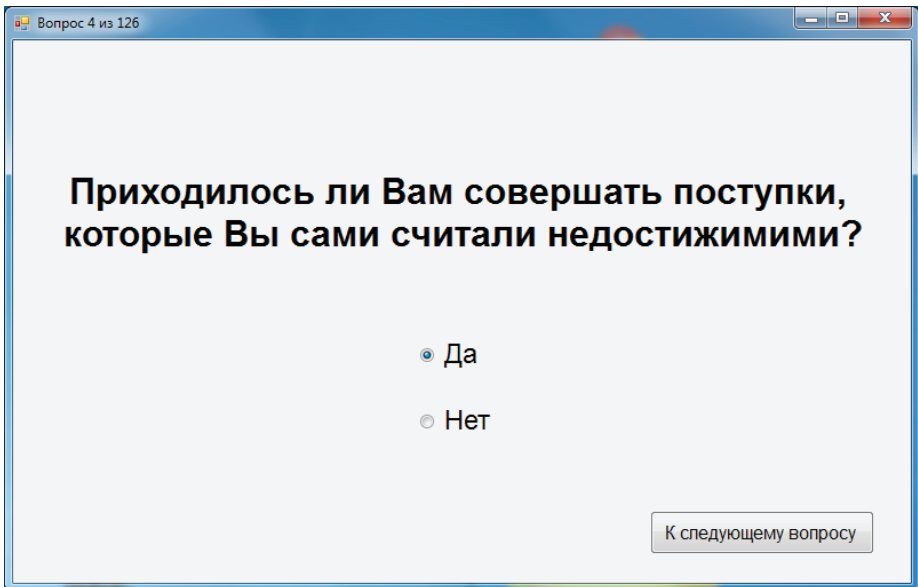 Вопрос 4 из 126
Приходилось ли Вам совершать поступки,
которые Вы сами считали недостижимими?
Да
Нет
К следующему вопросу